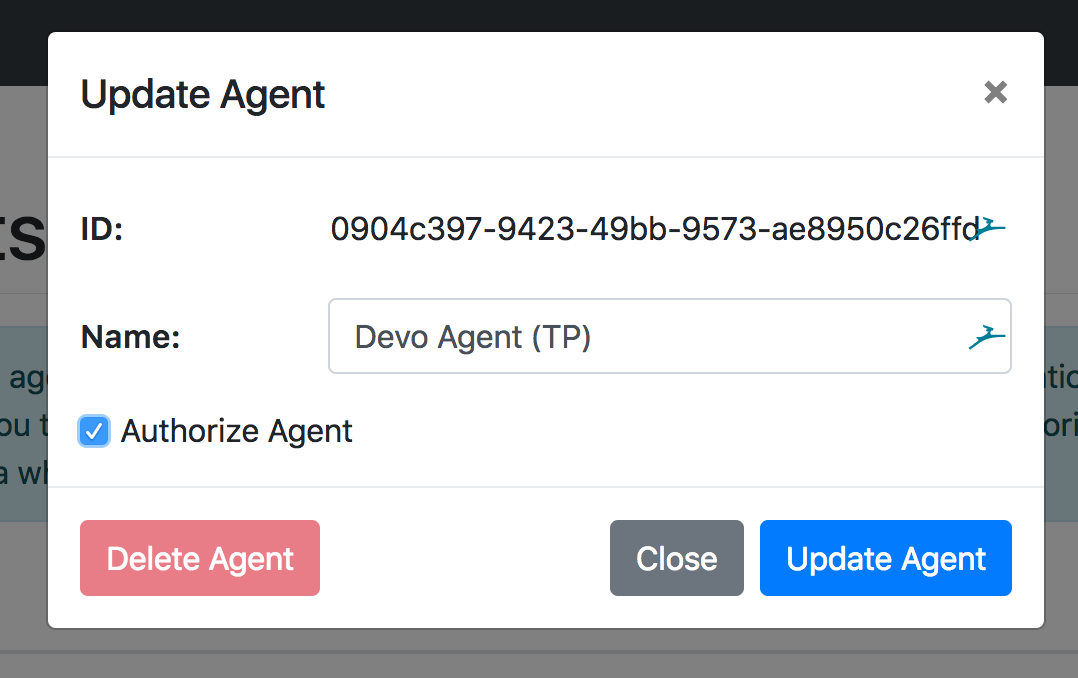 Update Agent
ID: 0904c397-9423-49bb-9573-ae8950c26ffd
Name: Devo Agent (TP)
Authorize Agent
Delete Agent Close Update Agent